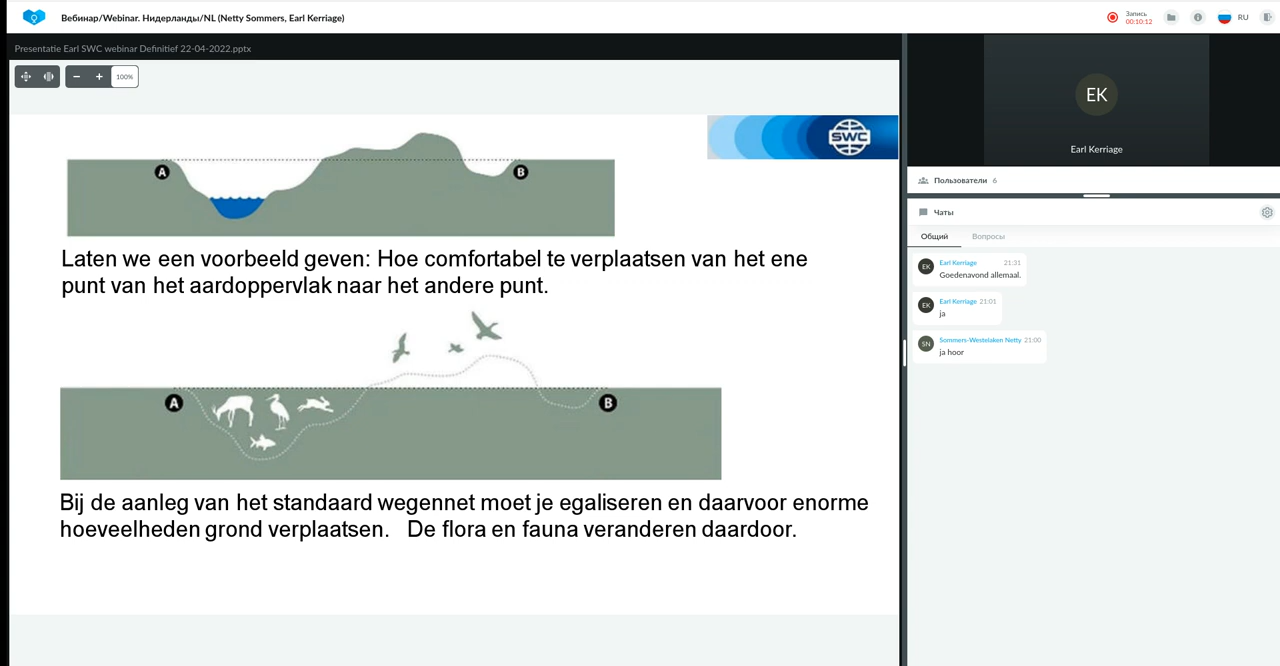 Вебинар/Webinar. Нидерланды/NL (Netty Sommers, Earl Kerriage)
Запись
00:10:12
RU
Presentatie Earl SWC webinar Definitief 22-04-2022.pptx
100%
SWC
A
B
Laten we een voorbeeld geven: Hoe comfortabel te verplaatsen van het ene
punt van het aardoppervlak naar het andere punt.
A
B
Bij de aanleg van het standaard wegennet moet je egaliseren en daarvoor enorme
hoeveelheden grond verplaatsen. De flora en fauna veranderen daardoor.
EK
Earl Kerriage
Пользователи 6
Чаты
Общий Вопросы
EK
Earl Kerriage 21:31
Goedenavond allemaal.
EK
Earl Kerriage 21:01
ja
SN
Sommers-Westelaken Netty 21:00
ja hoor